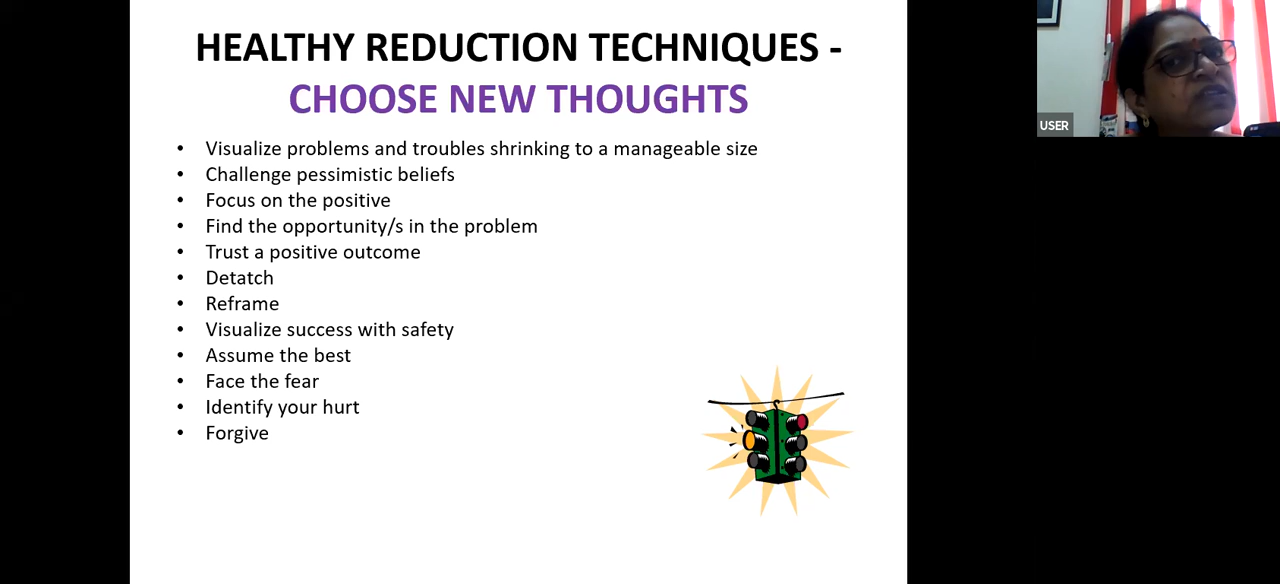 HEALTHY REDUCTION TECHNIQUES -
CHOOSE NEW THOUGHTS
• Visualize problems and troubles shrinking to a manageable size
• Challenge pessimistic beliefs
• Focus on the positive
• Find the opportunity/s in the problem
• Trust a positive outcome
• Detatch
• Reframe
• Visualize success with safety
• Assume the best
• Face the fear
• Identify your hurt
• Forgive
USER